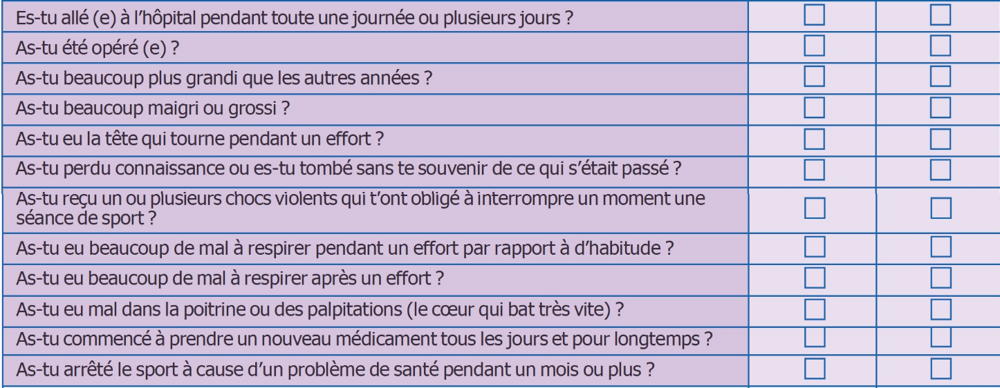 Es-tu allé (e) à l'hôpital pendant toute une journée ou plusieurs jours ?
As-tu été opéré (e) ?
As-tu beaucoup plus grandi que les autres années ?
As-tu beaucoup maigri ou grossi ?
As-tu eu la tête qui tourne pendant un effort ?
As-tu perdu connaissance ou es-tu tombé sans te souvenir de ce qui s'était passé ?
As-tu reçu un ou plusieurs chocs violents qui t'ont obligé à interrompre un moment une
séance de sport ?
As-tu eu beaucoup de mal à respirer pendant un effort par rapport à d'habitude ?
As-tu eu beaucoup de mal à respirer après un effort ?
As-tu eu mal dans la poitrine ou des palpitations (le cœur qui bat très vite) ?
As-tu commencé à prendre un nouveau médicament tous les jours et pour longtemps ?
As-tu arrêté le sport à cause d'un problème de santé pendant un mois ou plus ?